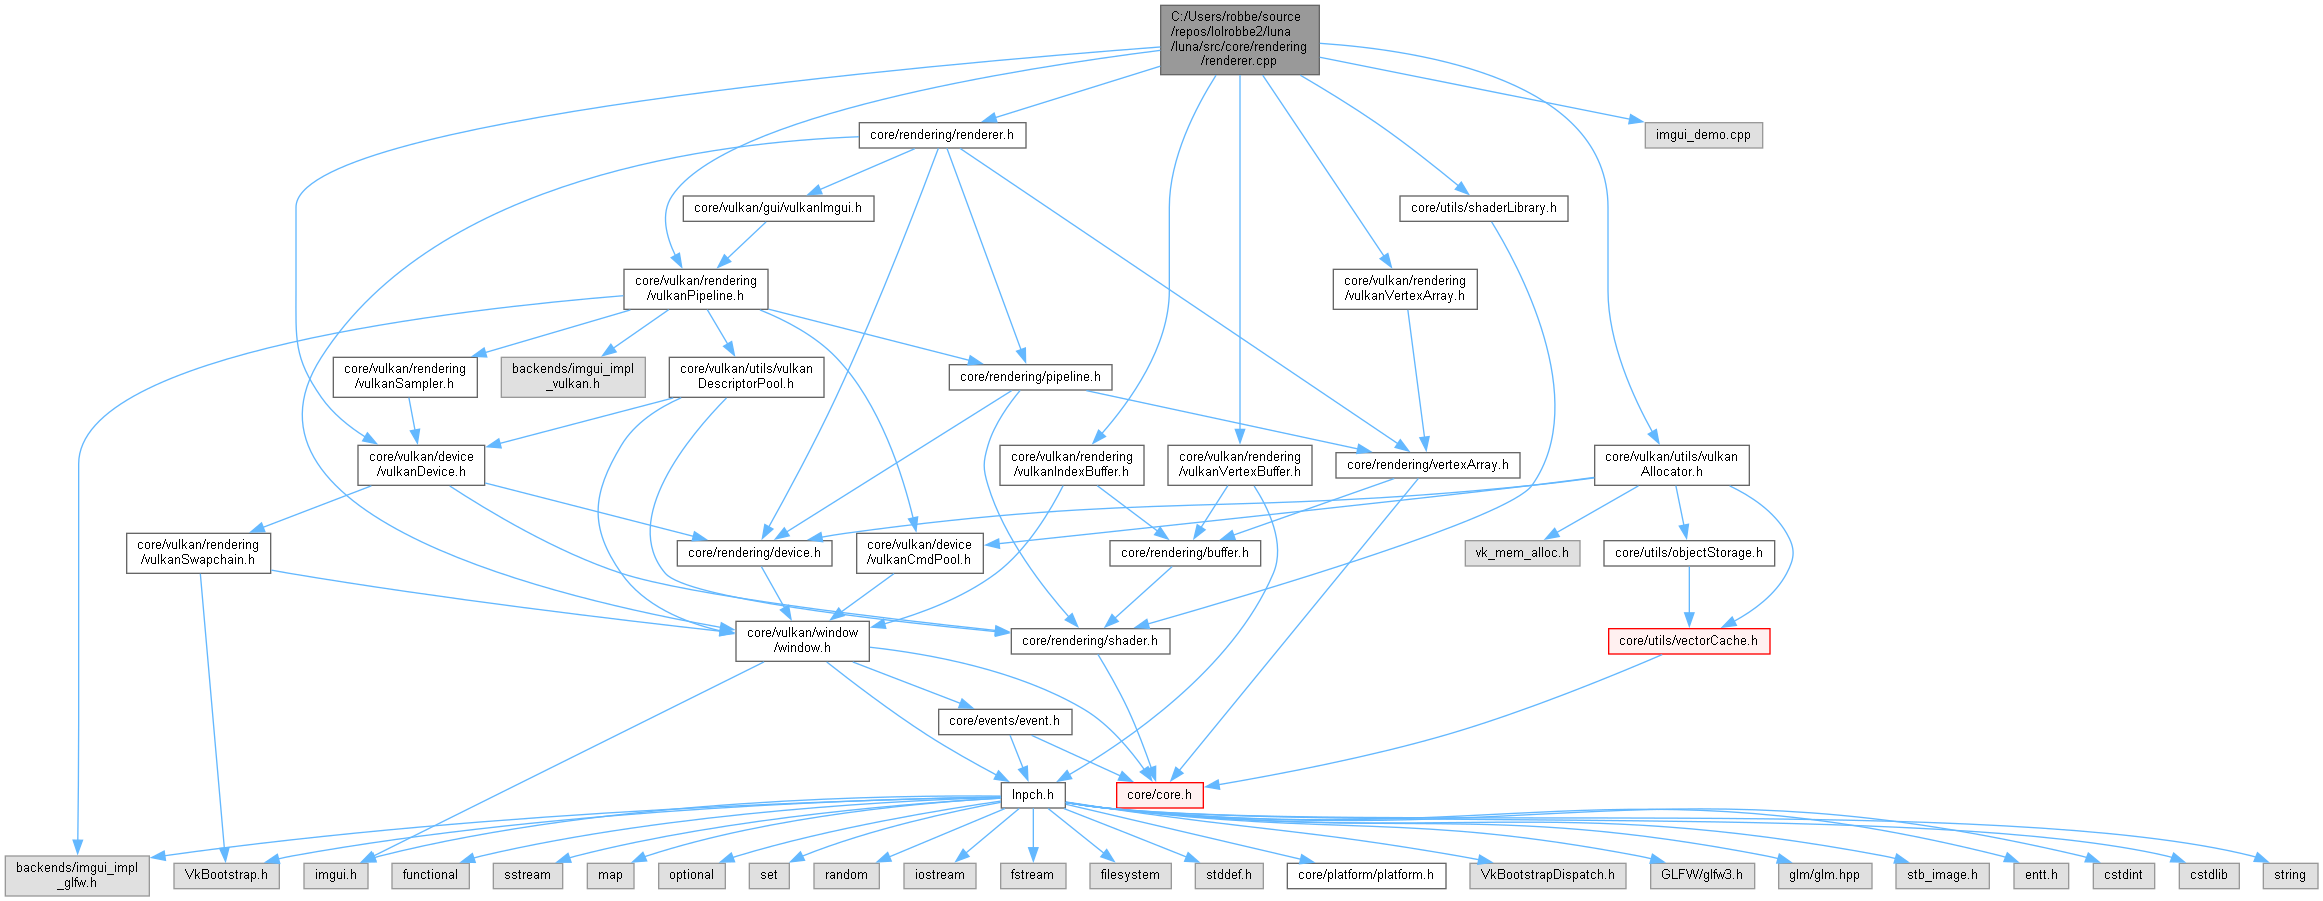 C:/Users/robbe/source
/repos/lolrobbe2/luna
/luna/src/core/rendering
/renderer.cpp
core/rendering/renderer.h
imgui_demo.cpp
core/vulkan/gui/vulkanImgui.h
core/utils/shaderLibrary.h
core/vulkan/rendering
/vulkanPipeline.h
core/vulkan/rendering
/vulkanVertexArray.h
core/vulkan/rendering
/vulkanSampler.h
backends/imgui_impl
_vulkan.h
core/vulkan/utils/vulkan
DescriptorPool.h
core/rendering/pipeline.h
core/vulkan/device
/vulkanDevice.h
core/vulkan/rendering
/vulkanIndexBuffer.h
core/vulkan/rendering
/vulkanVertexBuffer.h
core/rendering/vertexArray.h
core/vulkan/utils/vulkan
Allocator.h
core/vulkan/rendering
/vulkanSwapchain.h
core/rendering/device.h
core/vulkan/device
/vulkanCmdPool.h
core/rendering/buffer.h
vk_mem_alloc.h
core/utils/objectStorage.h
core/vulkan/window
/window.h
core/rendering/shader.h
core/utils/vectorCache.h
core/events/event.h
lnpch.h
core/core.h
backends/imgui_impl
_glfw.h
VkBootstrap.h
imgui.h
functional
sstream
map
optional
set
random
iostream
fstream
filesystem
stddef.h
core/platform/platform.h
VkBootstrapDispatch.h
GLFW/glfw3.h
glm/glm.hpp
stb_image.h
entt.h
cstdint
cstdlib
string